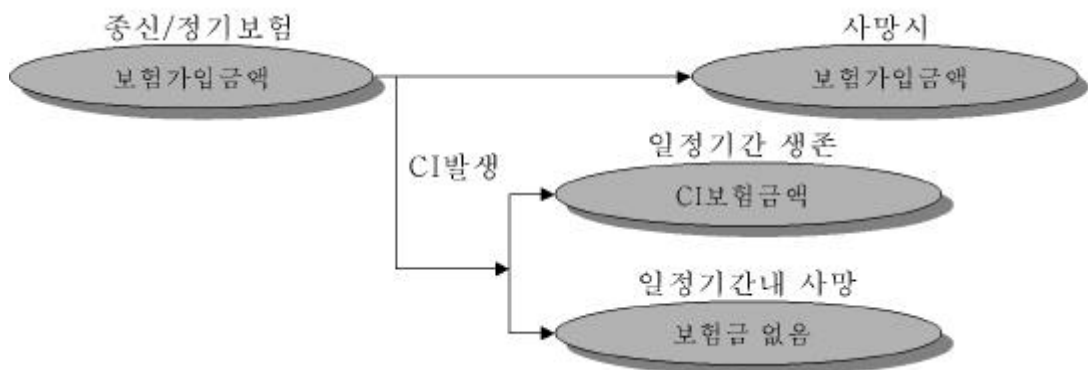 종신/정기보험
사망시
보험가입금액
보험가입금액
일정기간 생존
CI발생
CI보험금액
일정기간내 사망
보험금 없음